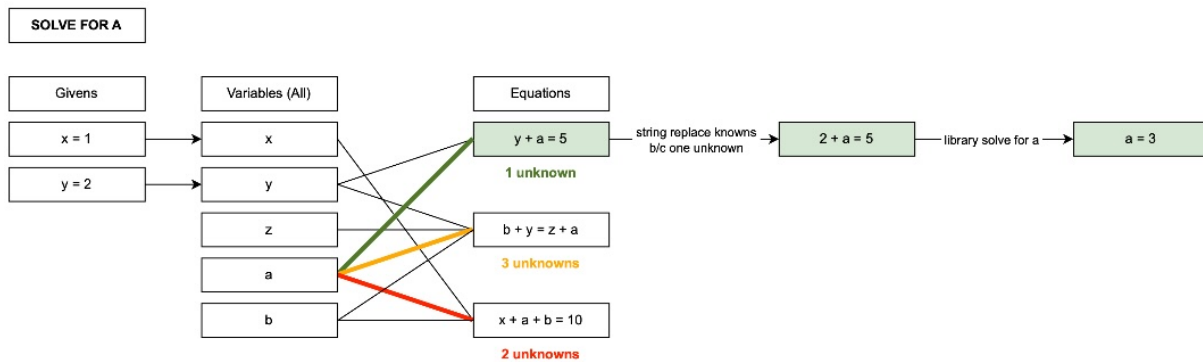 SOLVE FOR A
Givens
Variables (All)
Equations
x = 1
x
y + a = 5
string replace knowns
b/c one unknown
2 + a = 5
library solve for a
a = 3
1 unknown
y = 2
y
z
b + y = z + a
3 unknowns
a
b
x + a + b = 10
2 unknowns